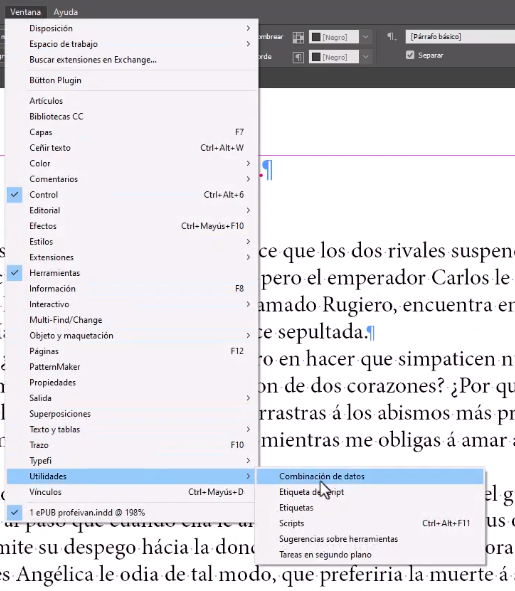 Ventana Ayuda
ombrear [Negro] [Párrafo básico]
orde [Negro] Separar
Disposición
Espacio de trabajo
Buscar extensiones en Exchange...
Bütton Plugin
Artículos
Bibliotecas CC
Capas F7
Ceñir texto Ctrl+Alt+W
Color
Comentarios
Control Ctrl+Alt+6
Editorial
Efectos Ctrl+Mayús+F10
Estilos
Extensiones
Herramientas
Información F8
Interactivo
Multi-Find/Change
Objeto y maquetación
Páginas F12
PatternMaker
Propiedades
Salida
Superposiciones
Texto y tablas
Trazo F10
Typefi
Utilidades
Vínculos Ctrl+Mayús+D
1 ePUB profeivan.indd @ 198%
Combinación de datos
Etiqueta de script
Etiquetas
Scripts Ctrl+Alt+F11
Sugerencias sobre herramientas
Tareas en segundo plano
.¶
ce que los dos rivales suspen
pero el emperador Carlos le
amado Rugiero, encuentra en
ce sepultada.¶
ro en hacer que simpaticen n
on de dos corazones? ¿Por qu
rrastras á los abismos más pr
mientras me obligas á amar
el g
al paso que cuando ella le
mite su despego hácia la don ora
es Angélica le odia de tal modo, que preferiria la muerte á s